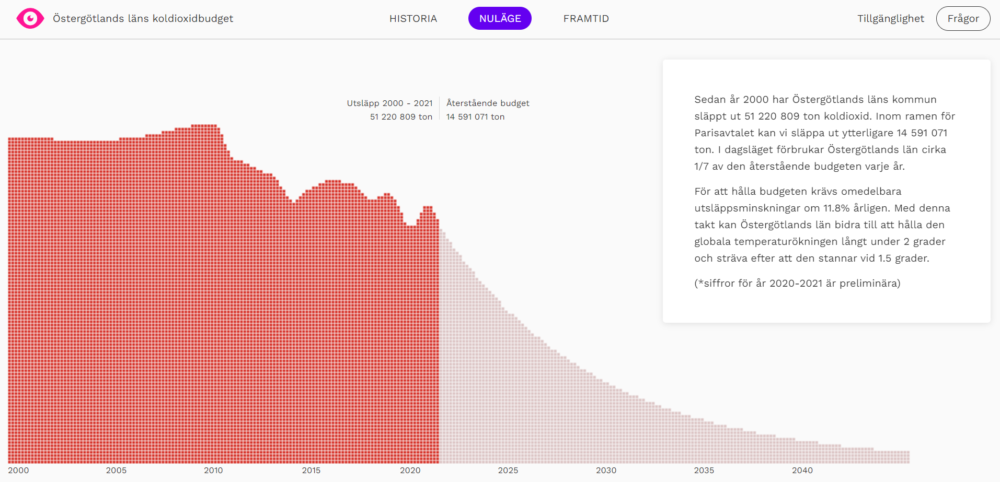 Östergötlands läns koldioxidbudget
HISTORIA
NULÄGE
FRAMTID
Tillgänglighet
Frågor
Utsläpp 2000 - 2021
51 220 809 ton
Återstående budget
14 591 071 ton
Sedan år 2000 har Östergötlands läns kommun
släppt ut 51 220 809 ton koldioxid. Inom ramen för
Parisavtalet kan vi släppa ut ytterligare 14 591 071
ton. I dagsläget förbrukar Östergötlands län cirka
1/7 av den återstående budgeten varje år.
För att hålla budgeten krävs omedelbara
utsläppsminskningar om 11.8% årligen. Med denna
takt kan Östergötlands län bidra till att hålla den
globala temperaturökningen långt under 2 grader
och sträva efter att den stannar vid 1.5 grader.
(*siffror för år 2020-2021 är preliminära)
2000
2005
2010
2015
2020
2025
2030
2035
2040